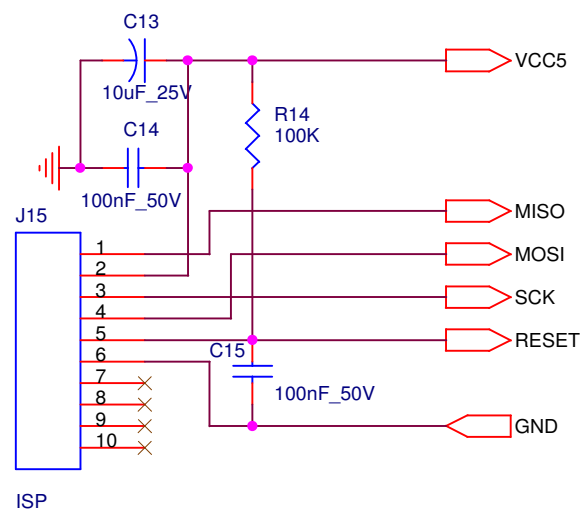 C13
VCC5
10uF_25V
R14
100K
C14
100nF_50V
J15
MISO
1
MOSI
2
3
SCK
4
5
RESET
C15
6
7
100nF_50V
8
9
GND
10
ISP